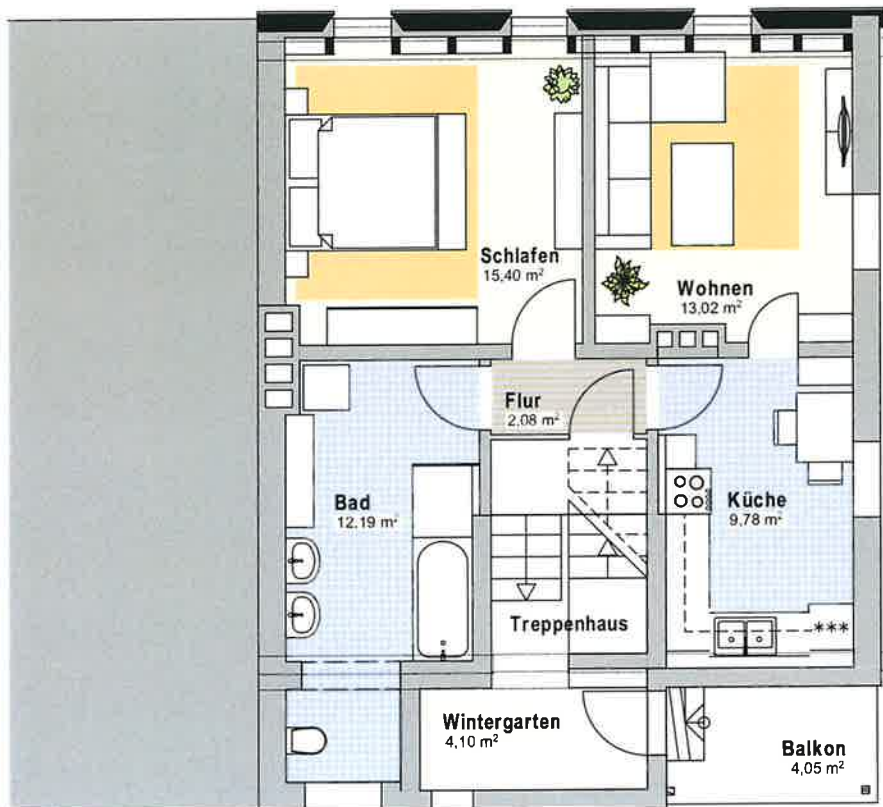 Schlafen
15,40 m²
Wohnen
13,02 m²
Flur
2,08 m²
Bad
12,19 m²
Küche
9,78 m²
Treppenhaus
***
Wintergarten
4,10 m²
Balkon
4,05 m²